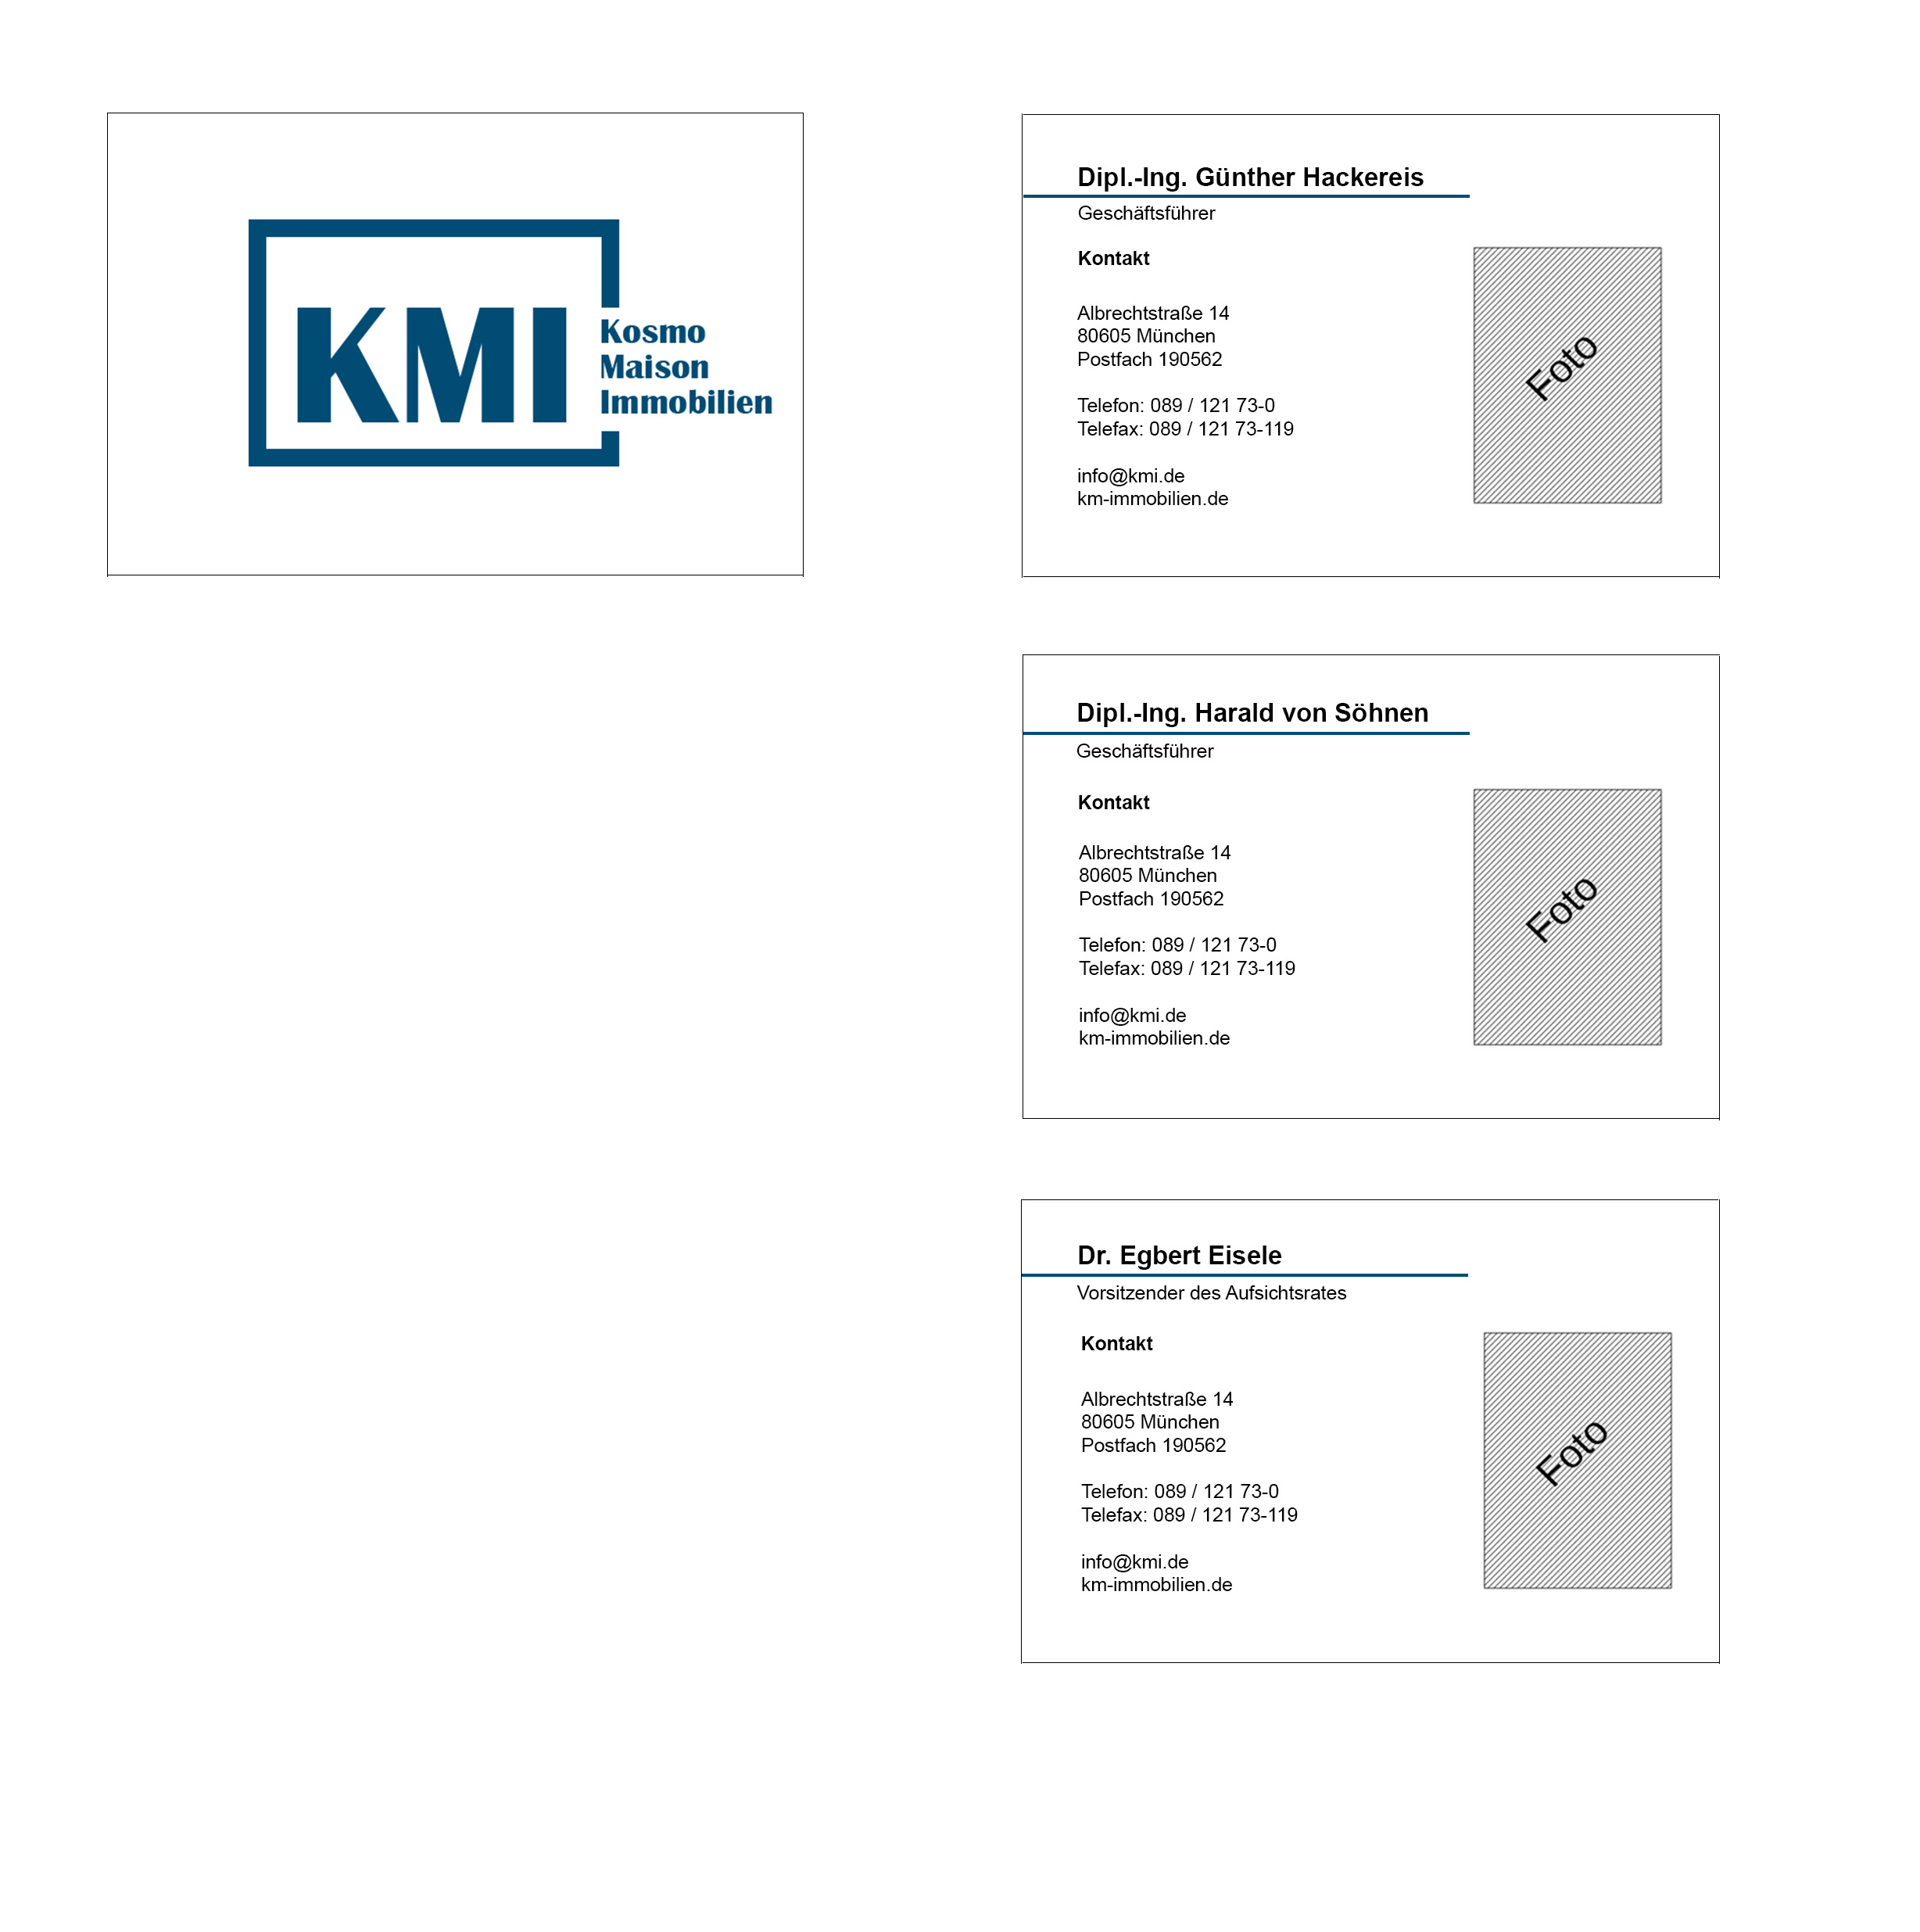 KMI
Kosmo
Maison
Immobilien
Dipl.-Ing. Günther Hackereis
Geschäftsführer
Kontakt
Albrechtstraße 14
80605 München
Postfach 190562
Telefon: 089 / 121 73-0
Telefax: 089 / 121 73-119
info@kmi.de
km-immobilien.de
Foto
Dipl.-Ing. Harald von Söhnen
Geschäftsführer
Kontakt
Albrechtstraße 14
80605 München
Postfach 190562
Telefon: 089 / 121 73-0
Telefax: 089 / 121 73-119
info@kmi.de
km-immobilien.de
Foto
Dr. Egbert Eisele
Vorsitzender des Aufsichtsrates
Kontakt
Albrechtstraße 14
80605 München
Postfach 190562
Telefon: 089 / 121 73-0
Telefax: 089 / 121 73-119
info@kmi.de
km-immobilien.de
Foto